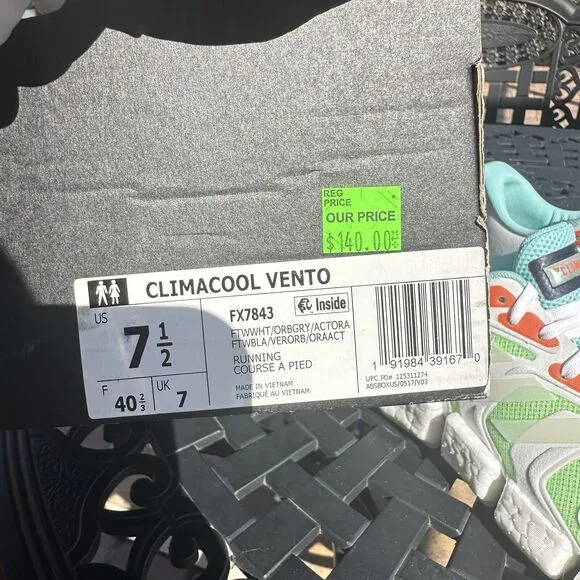 REG
PRICE
OUR PRICE
$140.00
CLIMACOOL VENTO
US
7 1/2
F
40 2/3
UK
7
FX7843
Inside
FTWWHT/ORBGRY/ACTORA
FTWBLA/VERORB/ORAACT
RUNNING
COURSE A PIED
MADE IN VIETNAM
FABRIQUÉ AU VIETNAM
1 91984 39167 0
UPC PO# 125311274
ABSBOXUS/0517/V03